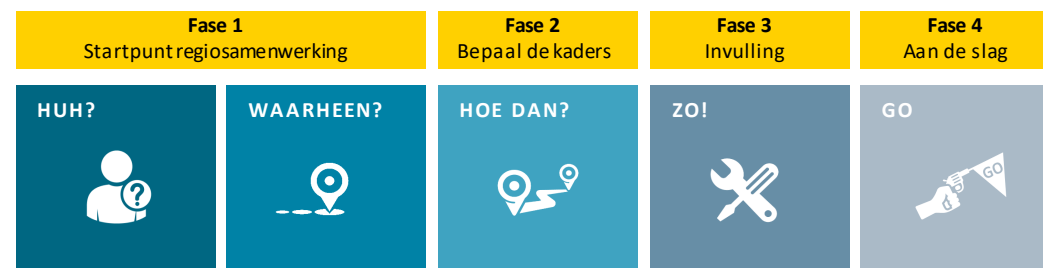 Fase 1
Startpunt regiosamenwerking
Fase 2
Bepaal de kaders
Fase 3
Invulling
Fase 4
Aan de slag
HUH?
WAARHEEN?
HOE DAN?
ZO!
GO
?
GO